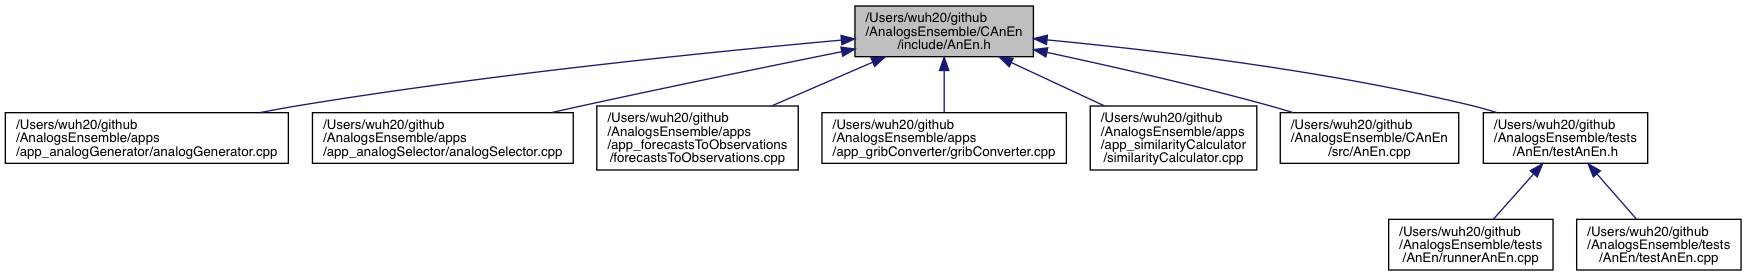 /Users/wuh20/github
/AnalogsEnsemble/CAnEn
/include/AnEn.h
/Users/wuh20/github
/AnalogsEnsemble/apps
/app_analogGenerator/analogGenerator.cpp
/Users/wuh20/github
/AnalogsEnsemble/apps
/app_analogSelector/analogSelector.cpp
/Users/wuh20/github
/AnalogsEnsemble/apps
/app_forecastsToObservations
/forecastsToObservations.cpp
/Users/wuh20/github
/AnalogsEnsemble/apps
/app_gribConverter/gribConverter.cpp
/Users/wuh20/github
/AnalogsEnsemble/apps
/app_similarityCalculator
/similarityCalculator.cpp
/Users/wuh20/github
/AnalogsEnsemble/CAnEn
/src/AnEn.cpp
/Users/wuh20/github
/AnalogsEnsemble/tests
/AnEn/testAnEn.h
/Users/wuh20/github
/AnalogsEnsemble/tests
/AnEn/runnerAnEn.cpp
/Users/wuh20/github
/AnalogsEnsemble/tests
/AnEn/testAnEn.cpp